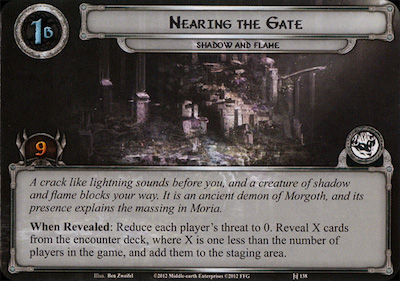 1B
Nearing the Gate
Shadow and Flame
9
A crack like lightning sounds before you, and a creature of shadow
and flame blocks your way. It is an ancient demon of Morgoth, and its
presence explains the massing in Moria.
When Revealed: Reduce each player's threat to 0. Reveal X cards
from the encounter deck, where X is one less than the number of
players in the game, and add them to the staging area.
Illus. Ben Zweifel ©2012 Middle-earth Enterprises ©2012 FFG 138